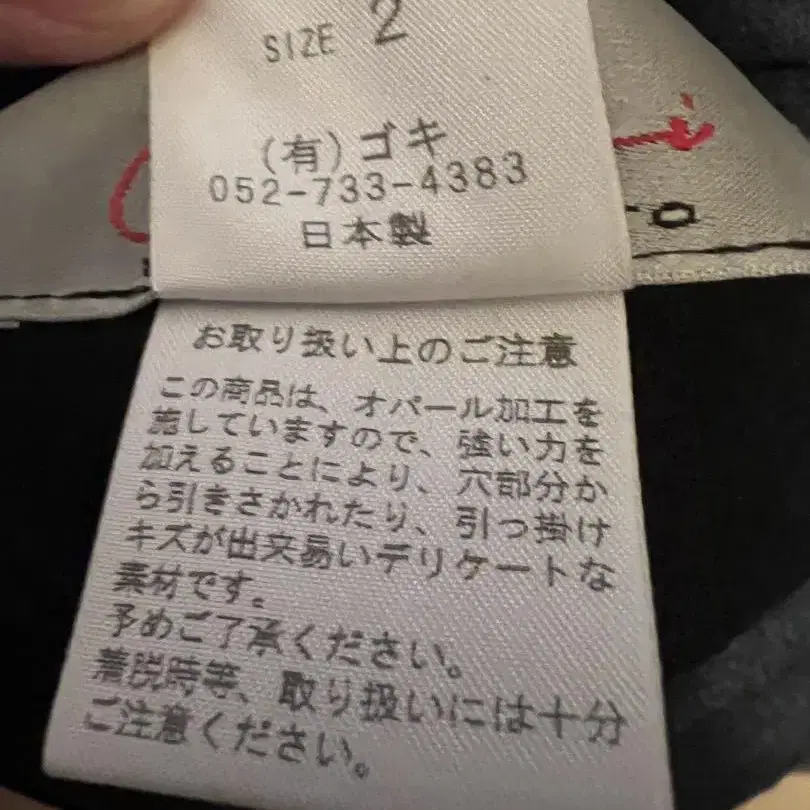 SIZE 2
(有)ゴキ
052-733-4383
日本製
お取り扱い上のご注意
この商品は、オパール加工を
施していますので、強い力を
加えることにより、穴部分か
ら引きさかれたり、引っ掛け
キズが出来易いデリケートな
素材です。
予めご了承ください。
着脱時等、取り扱いには十分
ご注意ください。